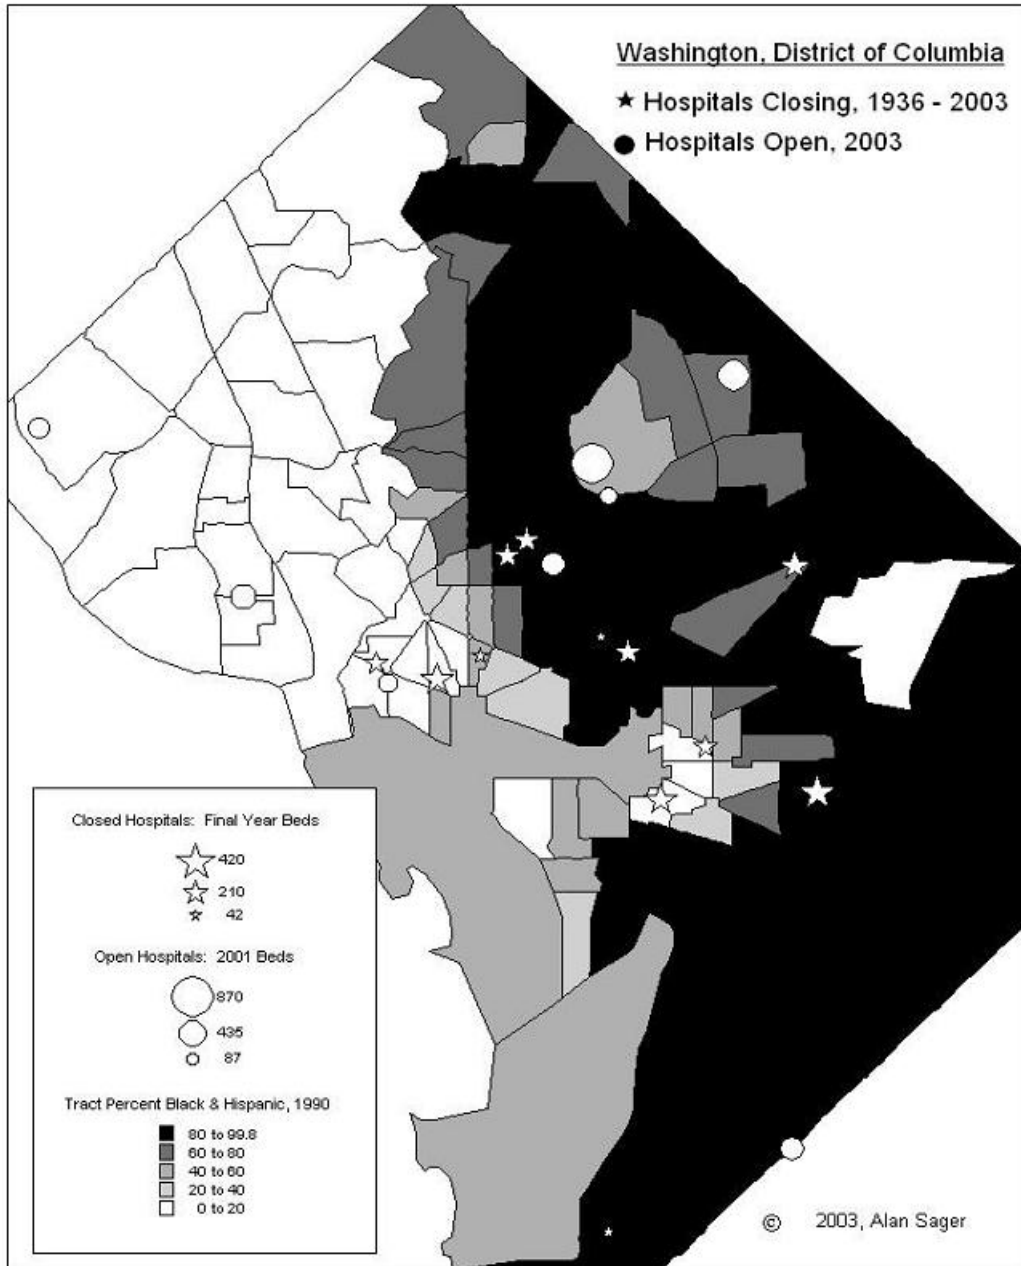 Washington, District of Columbia
★ Hospitals Closing, 1936 - 2003
● Hospitals Open, 2003
Closed Hospitals: Final Year Beds
420
210
42
Open Hospitals: 2001 Beds
870
435
87
Tract Percent Black & Hispanic, 1990
80 to 99.8
60 to 80
40 to 60
20 to 40
0 to 20
© 2003, Alan Sager